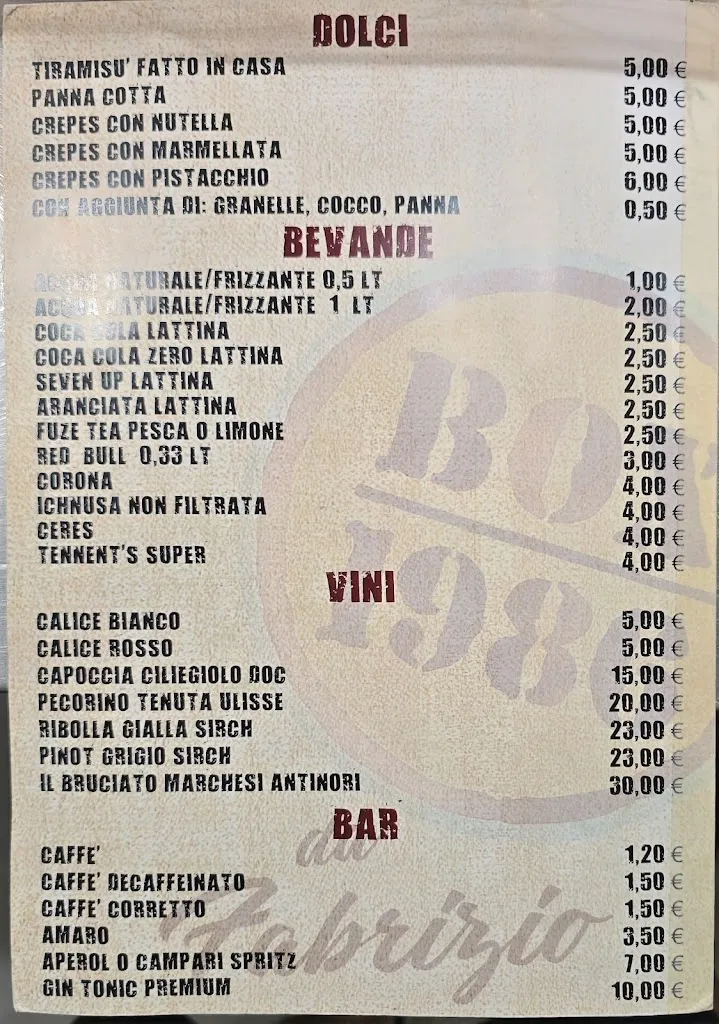 DOLCI
TIRAMISU' FATTO IN CASA 5,00 €
PANNA COTTA 5,00 €
CREPES CON NUTELLA 5,00 €
CREPES CON MARMELLATA 5,00 €
CREPES CON PISTACCHIO 6,00 €
CON AGGIUNTA DI: GRANELLE, COCCO, PANNA 0,50 €
BEVANDE
ACQUA NATURALE/FRIZZANTE 0,5 LT 1,00 €
ACQUA NATURALE/FRIZZANTE 1 LT 2,00 €
COCA COLA LATTINA 2,50 €
COCA COLA ZERO LATTINA 2,50 €
SEVEN UP LATTINA 2,50 €
ARANCIATA LATTINA 2,50 €
FUZE TEA PESCA O LIMONE 2,50 €
RED BULL 0,33 LT 3,00 €
CORONA 4,00 €
ICHNUSA NON FILTRATA 4,00 €
CERES 4,00 €
TENNENT'S SUPER 4,00 €
VINI
CALICE BIANCO 5,00 €
CALICE ROSSO 5,00 €
CAPOCCIA CILIEGIOLO DOC 15,00 €
PECORINO TENUTA ULISSE 20,00 €
RIBOLLA GIALLA SIRCH 23,00 €
PINOT GRIGIO SIRCH 23,00 €
IL BRUCIATO MARCHESI ANTINORI 30,00 €
BAR
CAFFE' 1,20 €
CAFFE' DECAFFEINATO 1,50 €
CAFFE' CORRETTO 1,50 €
AMARO 3,50 €
APEROL O CAMPARI SPRITZ 7,00 €
GIN TONIC PREMIUM 10,00 €
da
Fabrizio